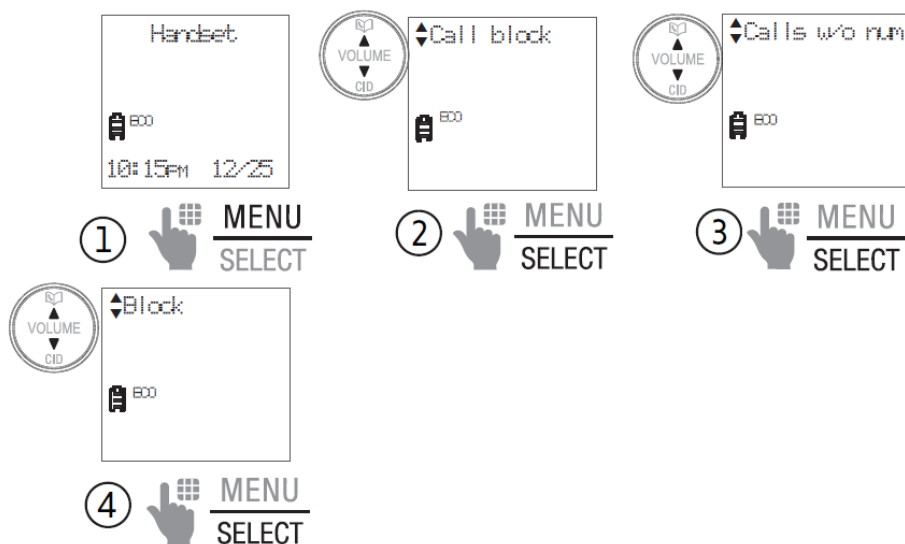 Handset
ECO
10:15PM 12/25
1
MENU
SELECT
VOLUME
CID
Call block
ECO
2
MENU
SELECT
VOLUME
CID
Calls w/o num
ECO
3
MENU
SELECT
VOLUME
CID
Block
ECO
4
MENU
SELECT